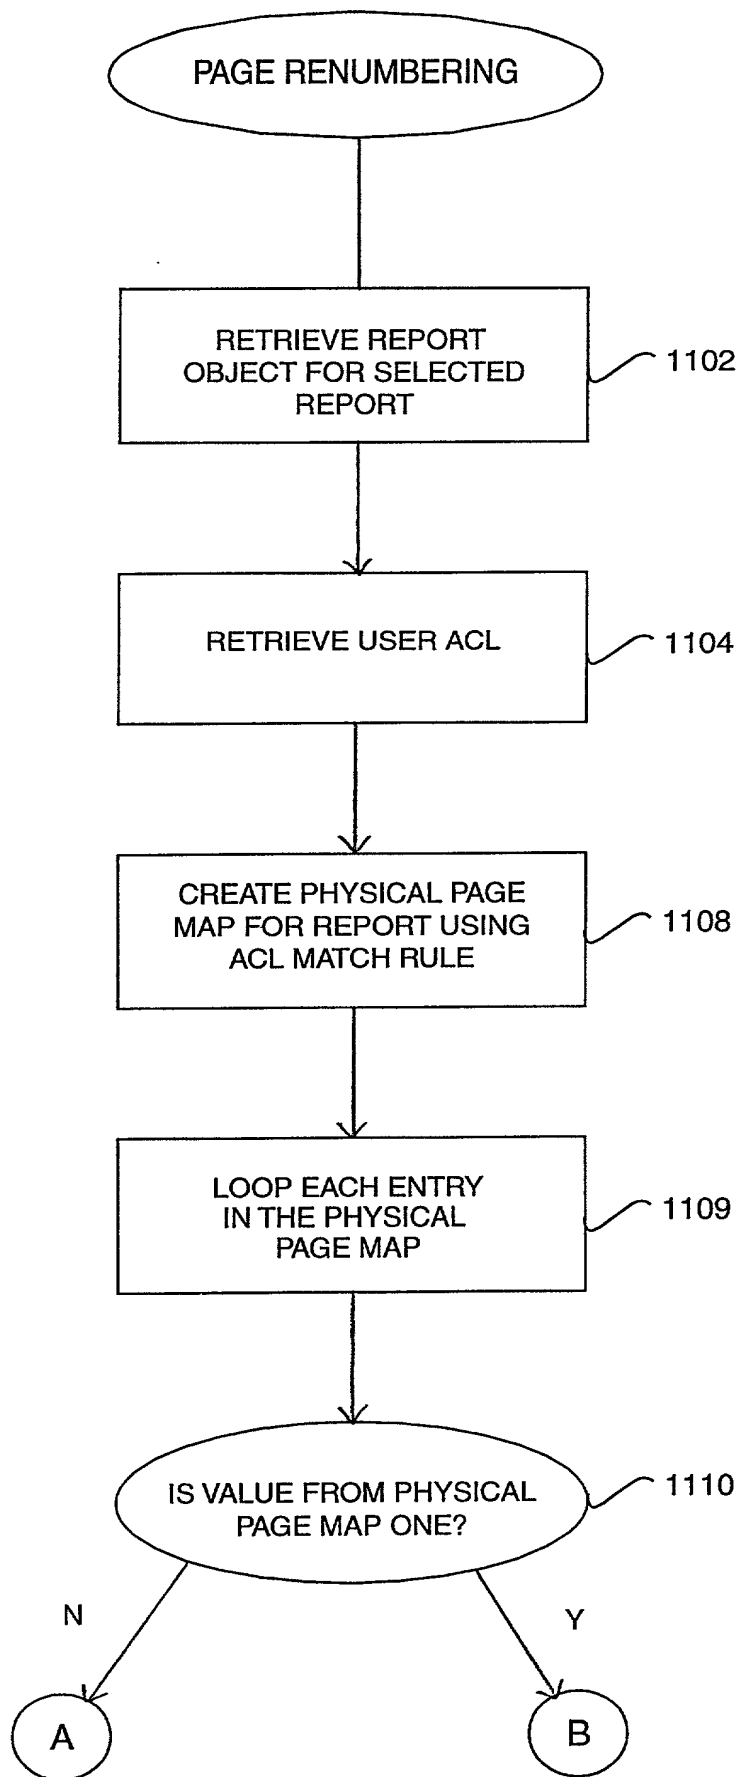 PAGE RENUMBERING
RETRIEVE REPORT
OBJECT FOR SELECTED
REPORT
1102
RETRIEVE USER ACL
1104
CREATE PHYSICAL PAGE
MAP FOR REPORT USING
ACL MATCH RULE
1108
LOOP EACH ENTRY
IN THE PHYSICAL
PAGE MAP
1109
IS VALUE FROM PHYSICAL
PAGE MAP ONE?
1110
N
Y
A
B